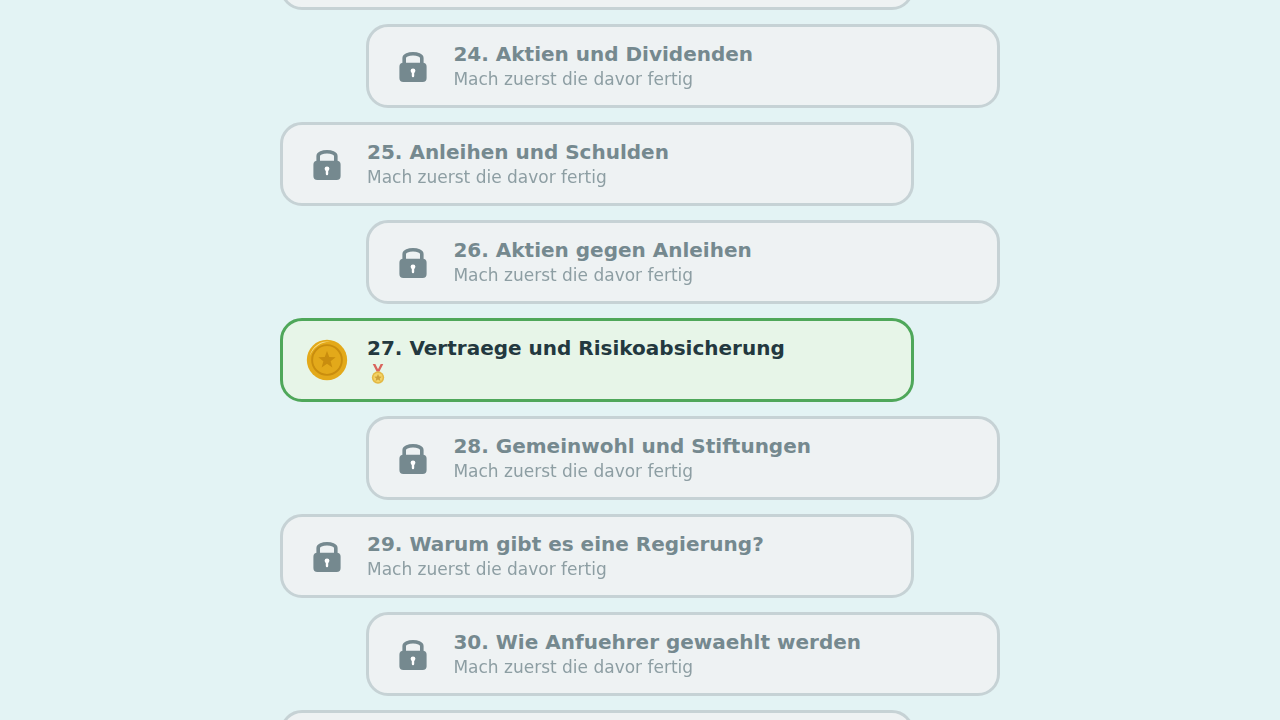 24. Aktien und Dividenden
Mach zuerst die davor fertig
25. Anleihen und Schulden
Mach zuerst die davor fertig
26. Aktien gegen Anleihen
Mach zuerst die davor fertig
27. Vertraege und Risikoabsicherung
28. Gemeinwohl und Stiftungen
Mach zuerst die davor fertig
29. Warum gibt es eine Regierung?
Mach zuerst die davor fertig
30. Wie Anfuehrer gewaehlt werden
Mach zuerst die davor fertig